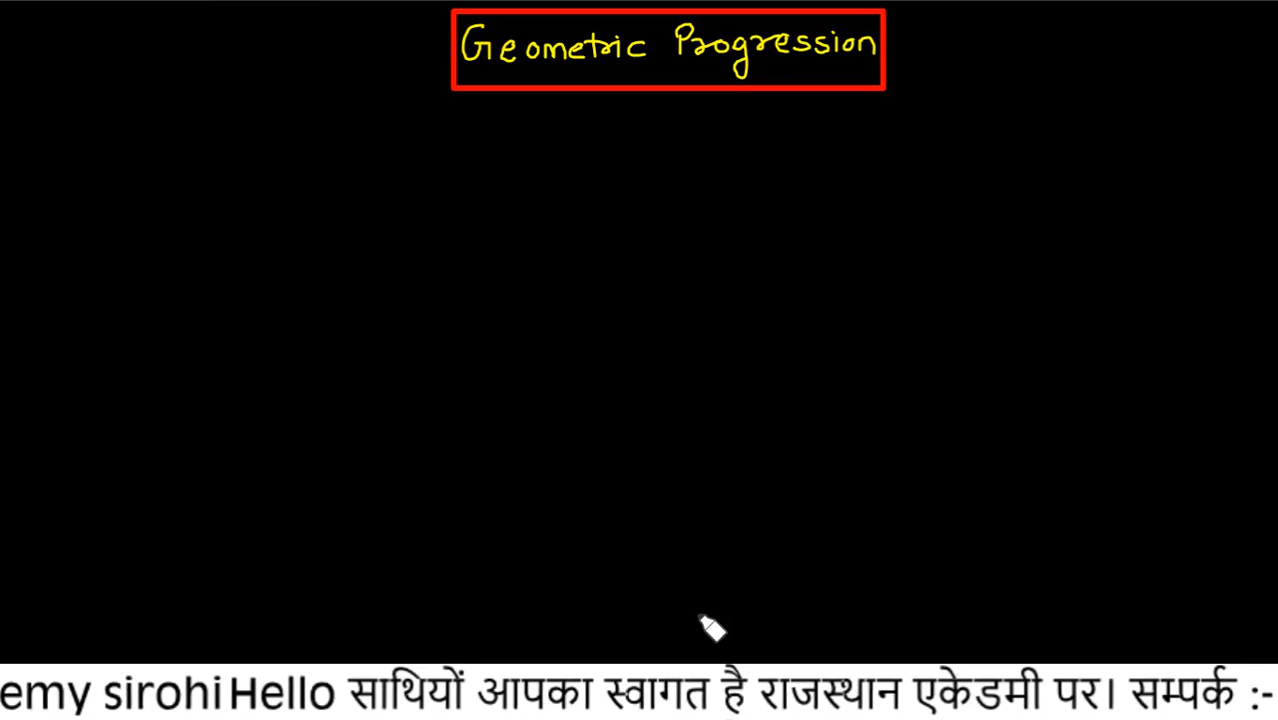 Geometric Progression
emy sirohi Hello साथियों आपका स्वागत है राजस्थान एकेडमी पर। सम्पर्क :-